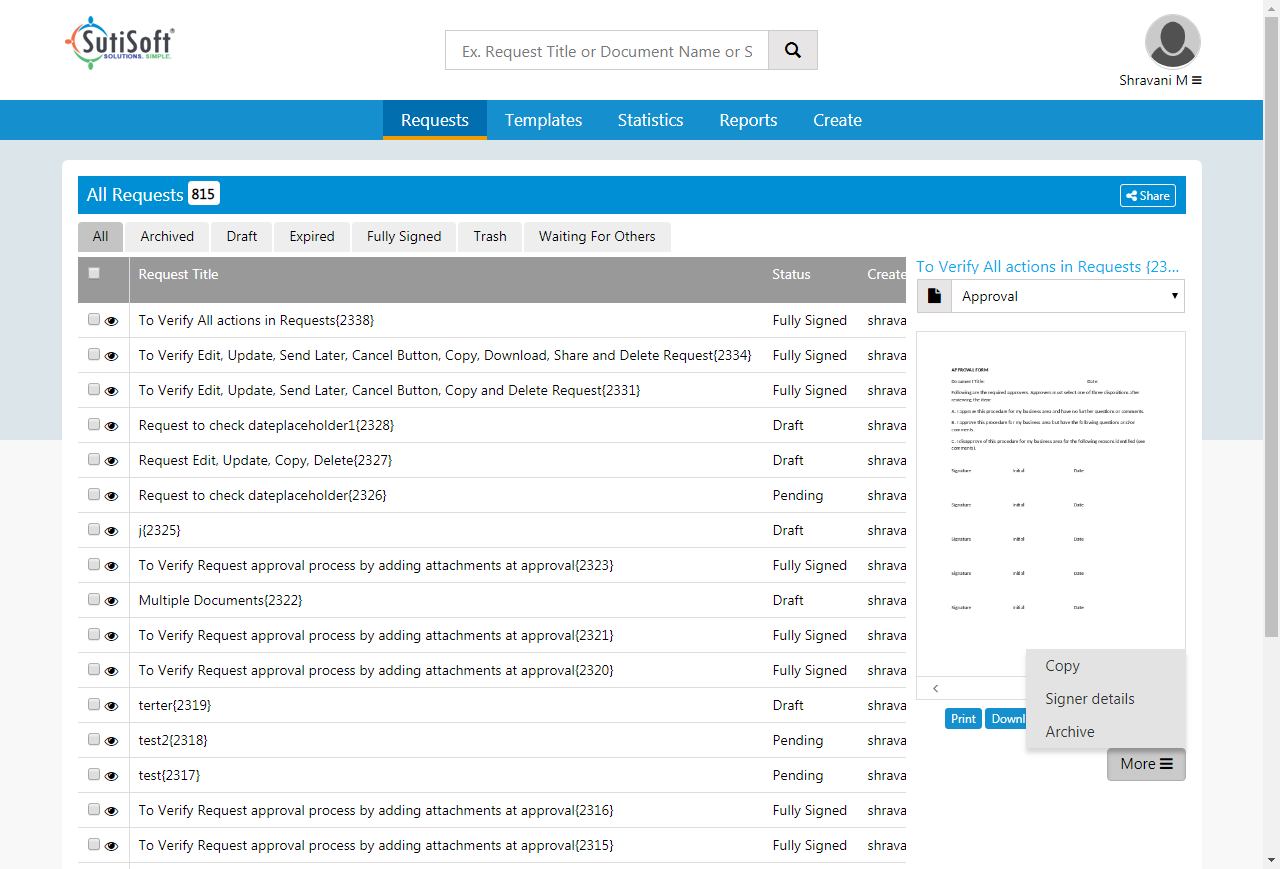 SutiSoft®
SOLUTIONS. SIMPLE.
Ex. Request Title or Document Name or S
Shravani M
Requests Templates Statistics Reports Create
All Requests 815
Share
All Archived Draft Expired Fully Signed Trash Waiting For Others
Request Title Status Create
To Verify All actions in Requests{2338} Fully Signed shrava
To Verify Edit, Update, Send Later, Cancel Button, Copy, Download, Share and Delete Request{2334} Fully Signed shrava
To Verify Edit, Update, Send Later, Cancel Button, Copy and Delete Request{2331} Fully Signed shrava
Request to check dateplaceholder1{2328} Draft shrava
Request Edit, Update, Copy, Delete{2327} Draft shrava
Request to check dateplaceholder{2326} Pending shrava
j{2325} Draft shrava
To Verify Request approval process by adding attachments at approval{2323} Fully Signed shrava
Multiple Documents{2322} Draft shrava
To Verify Request approval process by adding attachments at approval{2321} Fully Signed shrava
To Verify Request approval process by adding attachments at approval{2320} Fully Signed shrava
terter{2319} Draft shrava
test2{2318} Pending shrava
test{2317} Pending shrava
To Verify Request approval process by adding attachments at approval{2316} Fully Signed shrava
To Verify Request approval process by adding attachments at approval{2315} Fully Signed shrava
To Verify All actions in Requests {23...
Approval
APPROVAL FORM
Document Title: Date:
Following are the required approvers. Approvers must select one of three dispositions after
reviewing the item:
A. I approve this procedure for my business area and have no further questions or comments.
B. I approve this procedure for my business area but have the following questions and/or
comments.
C. I disapprove of this procedure for my business area for the following reasons identified (see
comments).
Signature Initial Date
Signature Initial Date
Signature Initial Date
Signature Initial Date
Signature Initial Date
Copy
Signer details
Archive
Print Downl
More